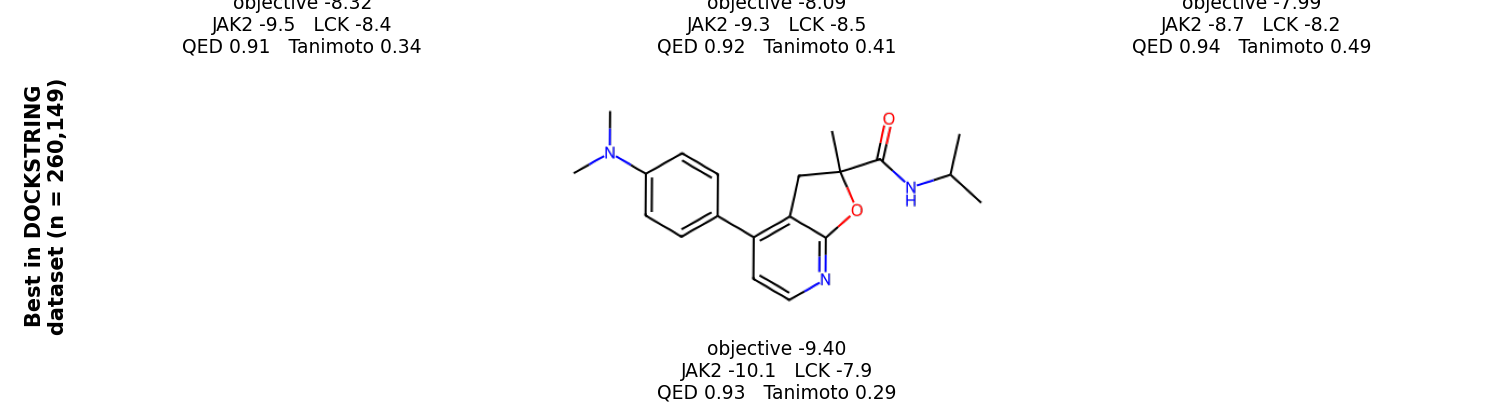 objective -8.32
JAK2 -9.5 LCK -8.4
QED 0.91 Tanimoto 0.34
objective -8.09
JAK2 -9.3 LCK -8.5
QED 0.92 Tanimoto 0.41
objective -7.99
JAK2 -8.7 LCK -8.2
QED 0.94 Tanimoto 0.49
Best in DOCKSTRING
dataset (n = 260,149)
N
O
N
H
O
N
objective -9.40
JAK2 -10.1 LCK -7.9
QED 0.93 Tanimoto 0.29